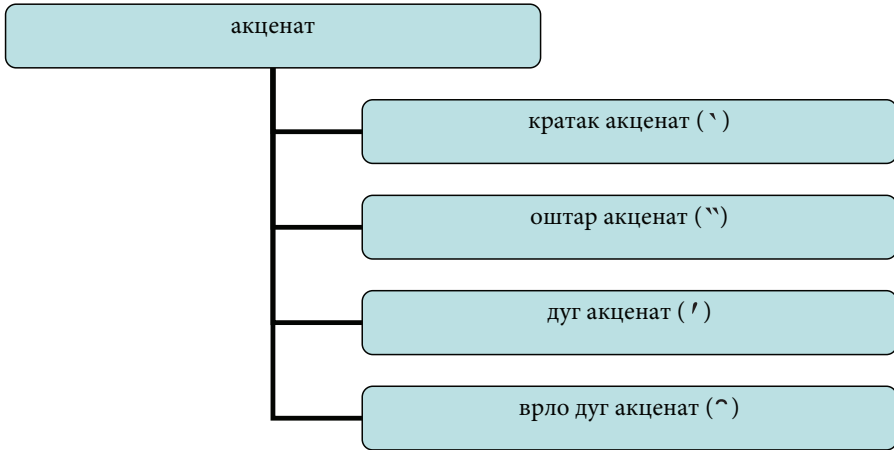 акценат
кратак акценат (`)
оштар акценат (‶)
дуг акценат (′)
врло дуг акценат (⁀)